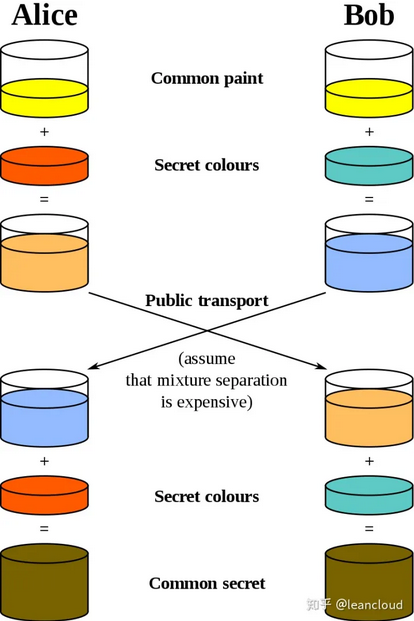 Alice Bob
Common paint
+ +
Secret colours
= =
Public transport
(assume
that mixture separation
is expensive)
+ +
Secret colours
= =
Common secret
知乎 @leancloud